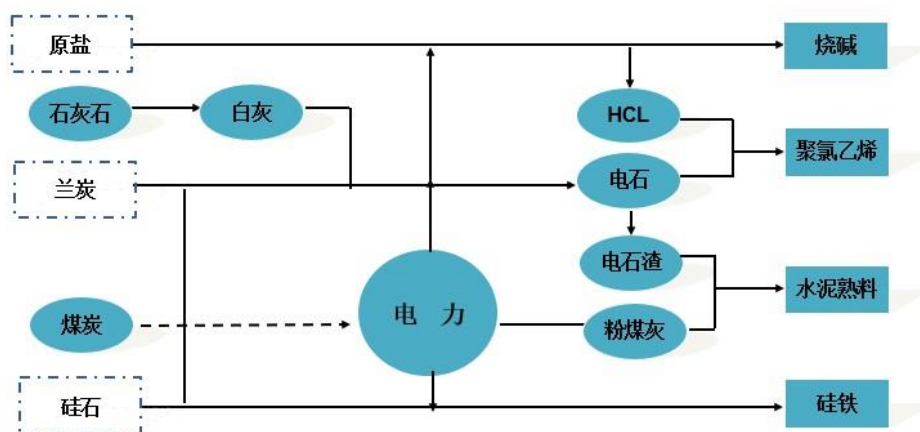 原盐
烧碱
石灰石
白灰
HCL
聚氯乙烯
兰炭
电石
电石渣
水泥熟料
煤炭
电 力
粉煤灰
硅石
硅铁